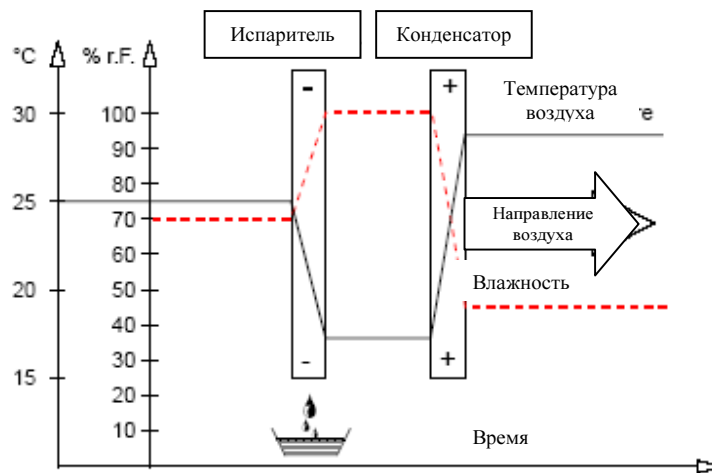 Испаритель
Конденсатор
°C
% r.F.
-
+
Температура
воздуха
re
30
100
90
80
25
70
60
Направление
воздуха
20
50
Влажность
40
30
-
+
15
20
10
Время